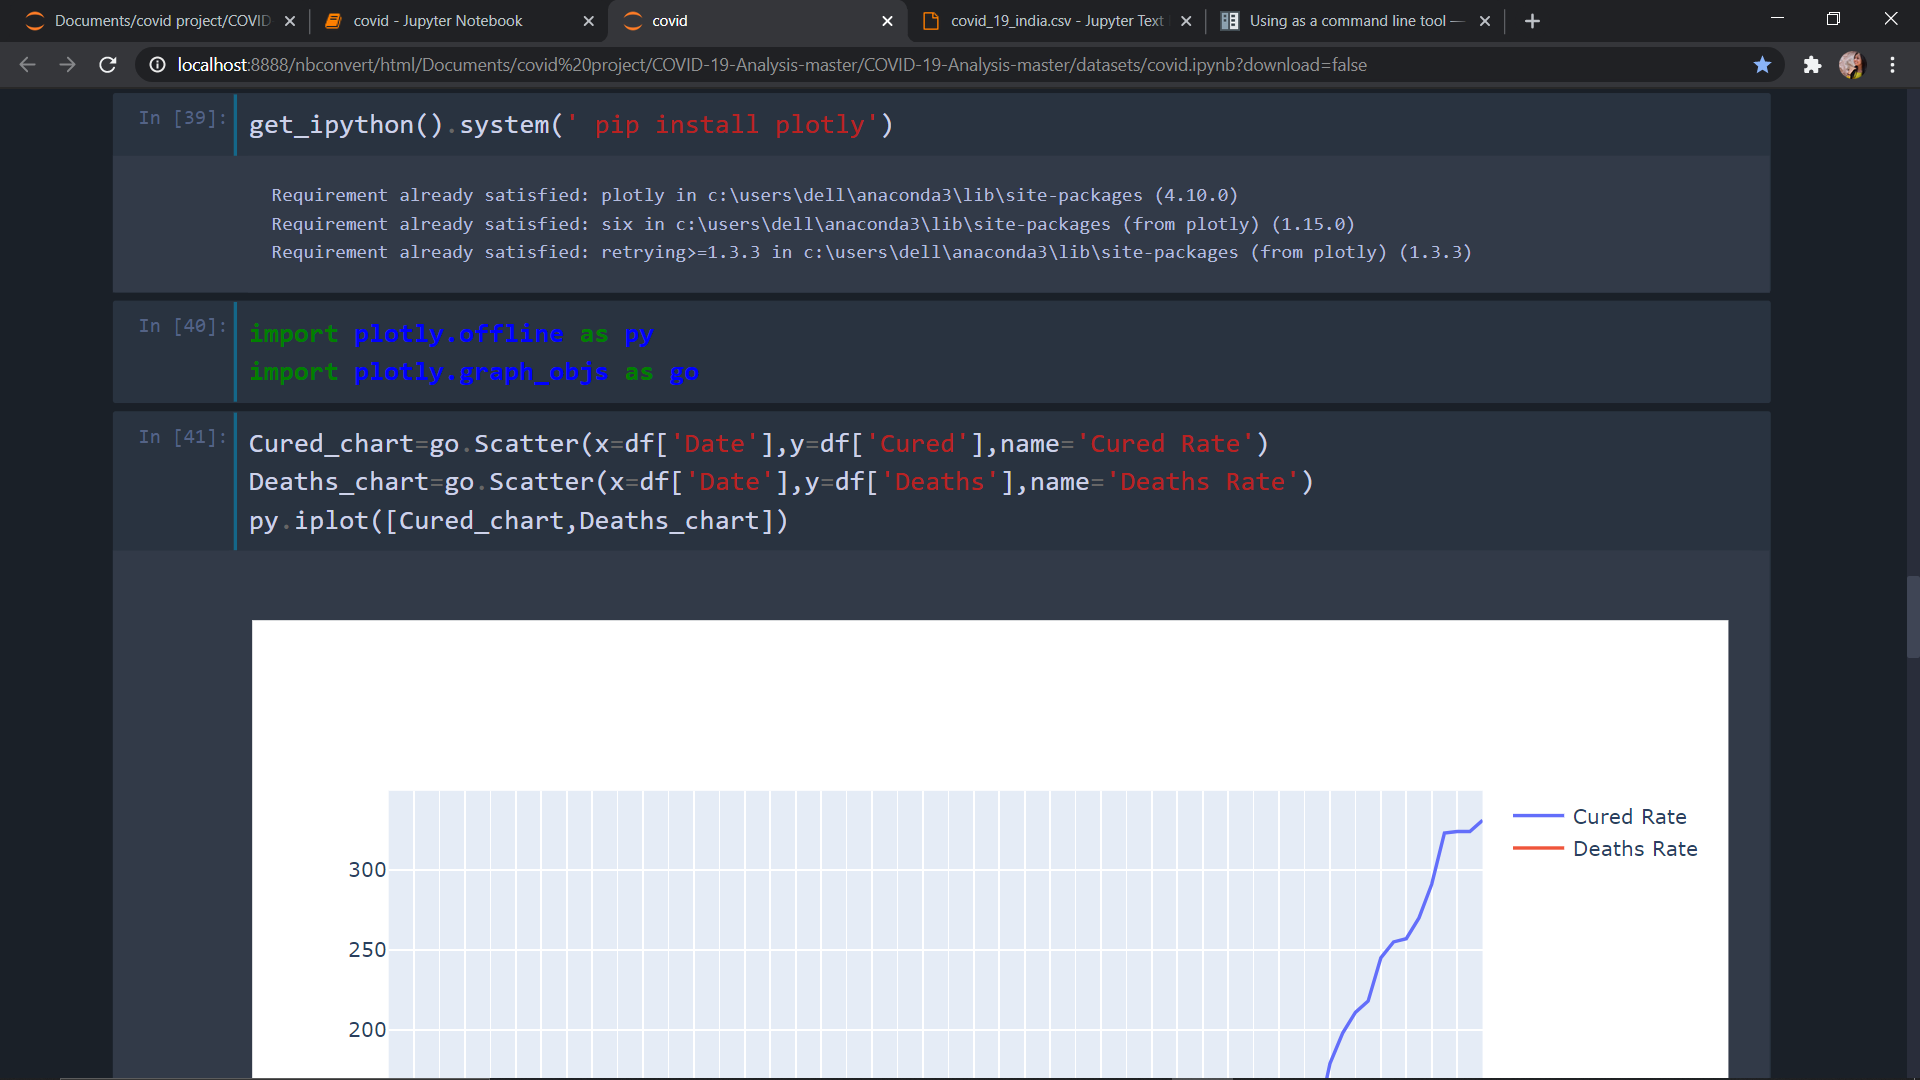 Documents/covid project/COVID
covid - Jupyter Notebook
covid
covid_19_india.csv - Jupyter Text
Using as a command line tool —
localhost:8888/nbconvert/html/Documents/covid%20project/COVID-19-Analysis-master/COVID-19-Analysis-master/datasets/covid.ipynb?download=false
In [39]: get_ipython().system(' pip install plotly')
Requirement already satisfied: plotly in c:\users\dell\anaconda3\lib\site-packages (4.10.0)
Requirement already satisfied: six in c:\users\dell\anaconda3\lib\site-packages (from plotly) (1.15.0)
Requirement already satisfied: retrying>=1.3.3 in c:\users\dell\anaconda3\lib\site-packages (from plotly) (1.3.3)
In [40]: import plotly.offline as py
import plotly.graph_objs as go
In [41]: Cured_chart=go.Scatter(x=df['Date'],y=df['Cured'],name='Cured Rate')
Deaths_chart=go.Scatter(x=df['Date'],y=df['Deaths'],name='Deaths Rate')
py.iplot([Cured_chart,Deaths_chart])
Cured Rate
Deaths Rate
300
250
200